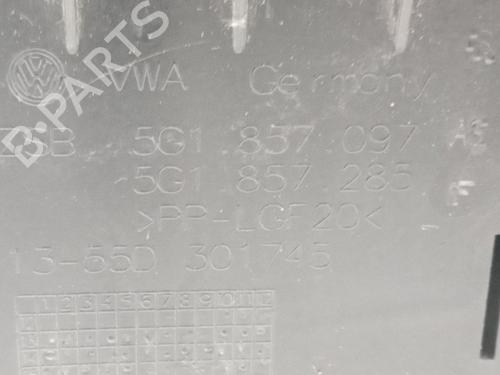 B-PARTS
VWA Germany
ZSB 5G1.857.097
5G1.857.285
>PP-LGF20<
13-55D 301745
1 2 3 4 5 6 7 8 9 10 11 12